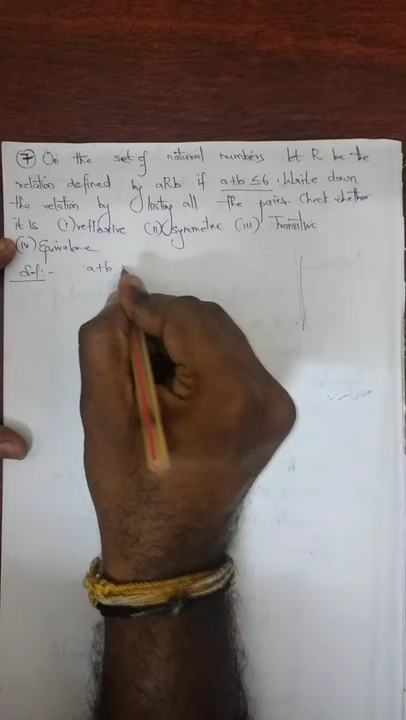 7 On the set of natural numbers let R be the
relation defined by aRb if a+b ≤ 6. Write down
the relation by listing all the pairs. Check whether
it is (i) reflexive (ii) symmetric (iii) Transitive
(iv) Equivalence
Sol:- a+b